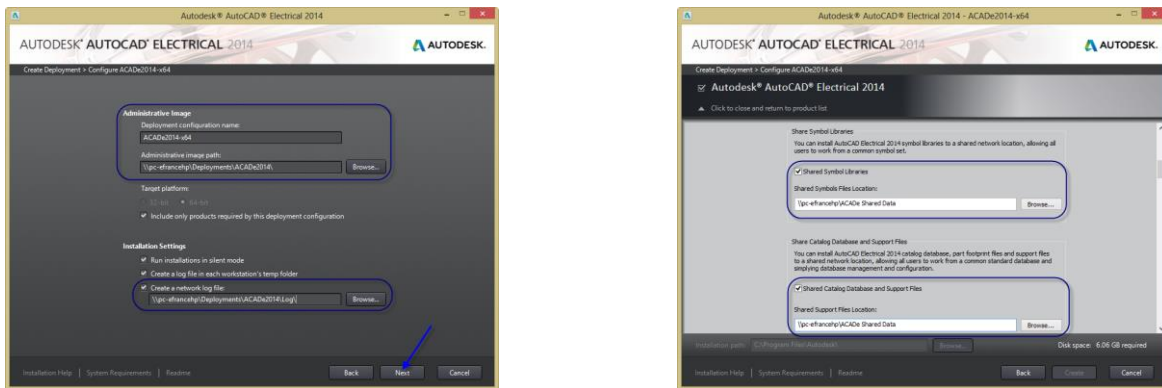 Autodesk® AutoCAD® Electrical 2014
AUTODESK® AUTOCAD® ELECTRICAL 2014
AUTODESK.
Create Deployment > Configure ACADe2014-x64
Administrative Image
Deployment configuration name:
ACADe2014-x64
Administrative image path:
\\pc-efrancehp\Deployments\ACADe2014\
Browse...
Target platform:
32-bit 64-bit
Include only products required by this deployment configuration
Installation Settings
Run installations in silent mode
Create a log file in each workstation's temp folder
Create a network log file:
\\pc-efrancehp\Deployments\ACADe2014\Log\
Browse...
Installation Help | System Requirements | Readme
Back
Next
Cancel
Autodesk® AutoCAD® Electrical 2014 - ACADe2014-x64
AUTODESK® AUTOCAD® ELECTRICAL 2014
AUTODESK.
Create Deployment > Configure ACADe2014-x64
Autodesk® AutoCAD® Electrical 2014
Click to close and return to product list
Share Symbol Libraries
You can install AutoCAD Electrical 2014 symbol libraries to a shared network location, allowing all
users to work from a common symbol set.
Shared Symbol Libraries
Shared Symbols Files Location:
\\pc-efrancehp\ACADe Shared Data
Browse...
Share Catalog Database and Support Files
You can install AutoCAD Electrical 2014 catalog database, part footprint files and support files
to a shared network location, allowing all users to work from a common standard database and
simplying database management and configuration.
Shared Catalog Database and Support Files
Shared Support Files Location:
\\pc-efrancehp\ACADe Shared Data
Browse...
Installation path: C:\Program Files\Autodesk\
Browse...
Disk space: 6.06 GB required
Installation Help | System Requirements | Readme
Back
Create
Cancel